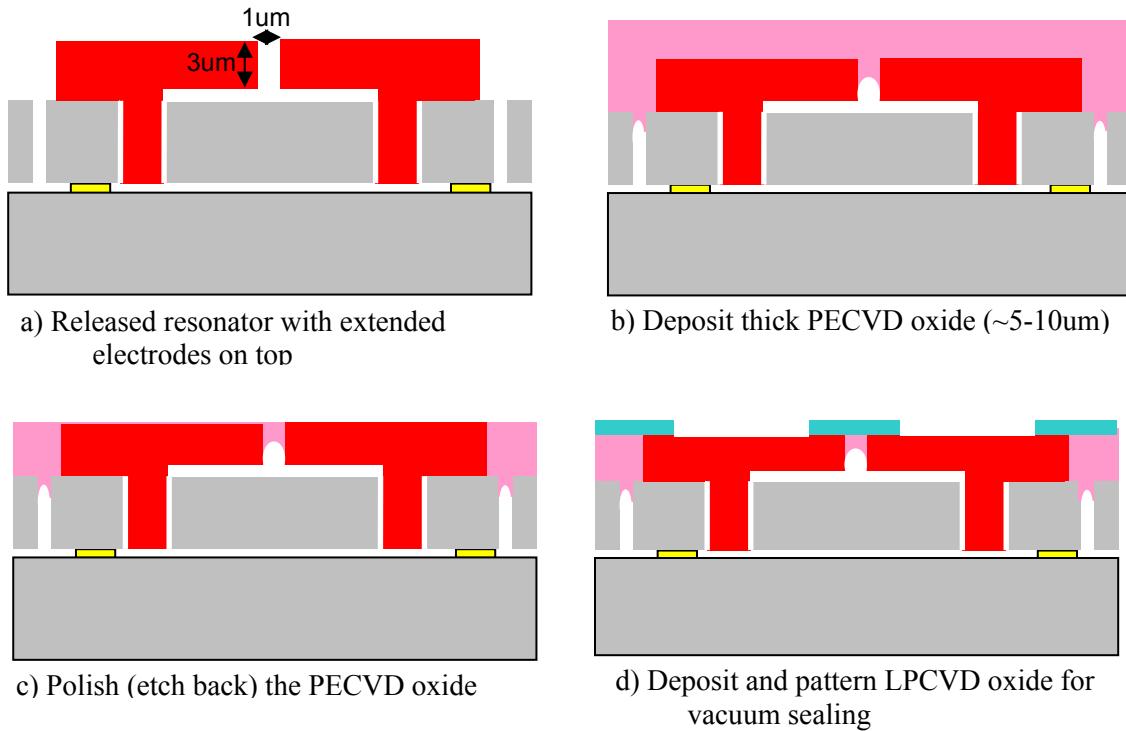 1um
3um
a) Released resonator with extended
electrodes on top
b) Deposit thick PECVD oxide (~5-10um)
c) Polish (etch back) the PECVD oxide
d) Deposit and pattern LPCVD oxide for
vacuum sealing